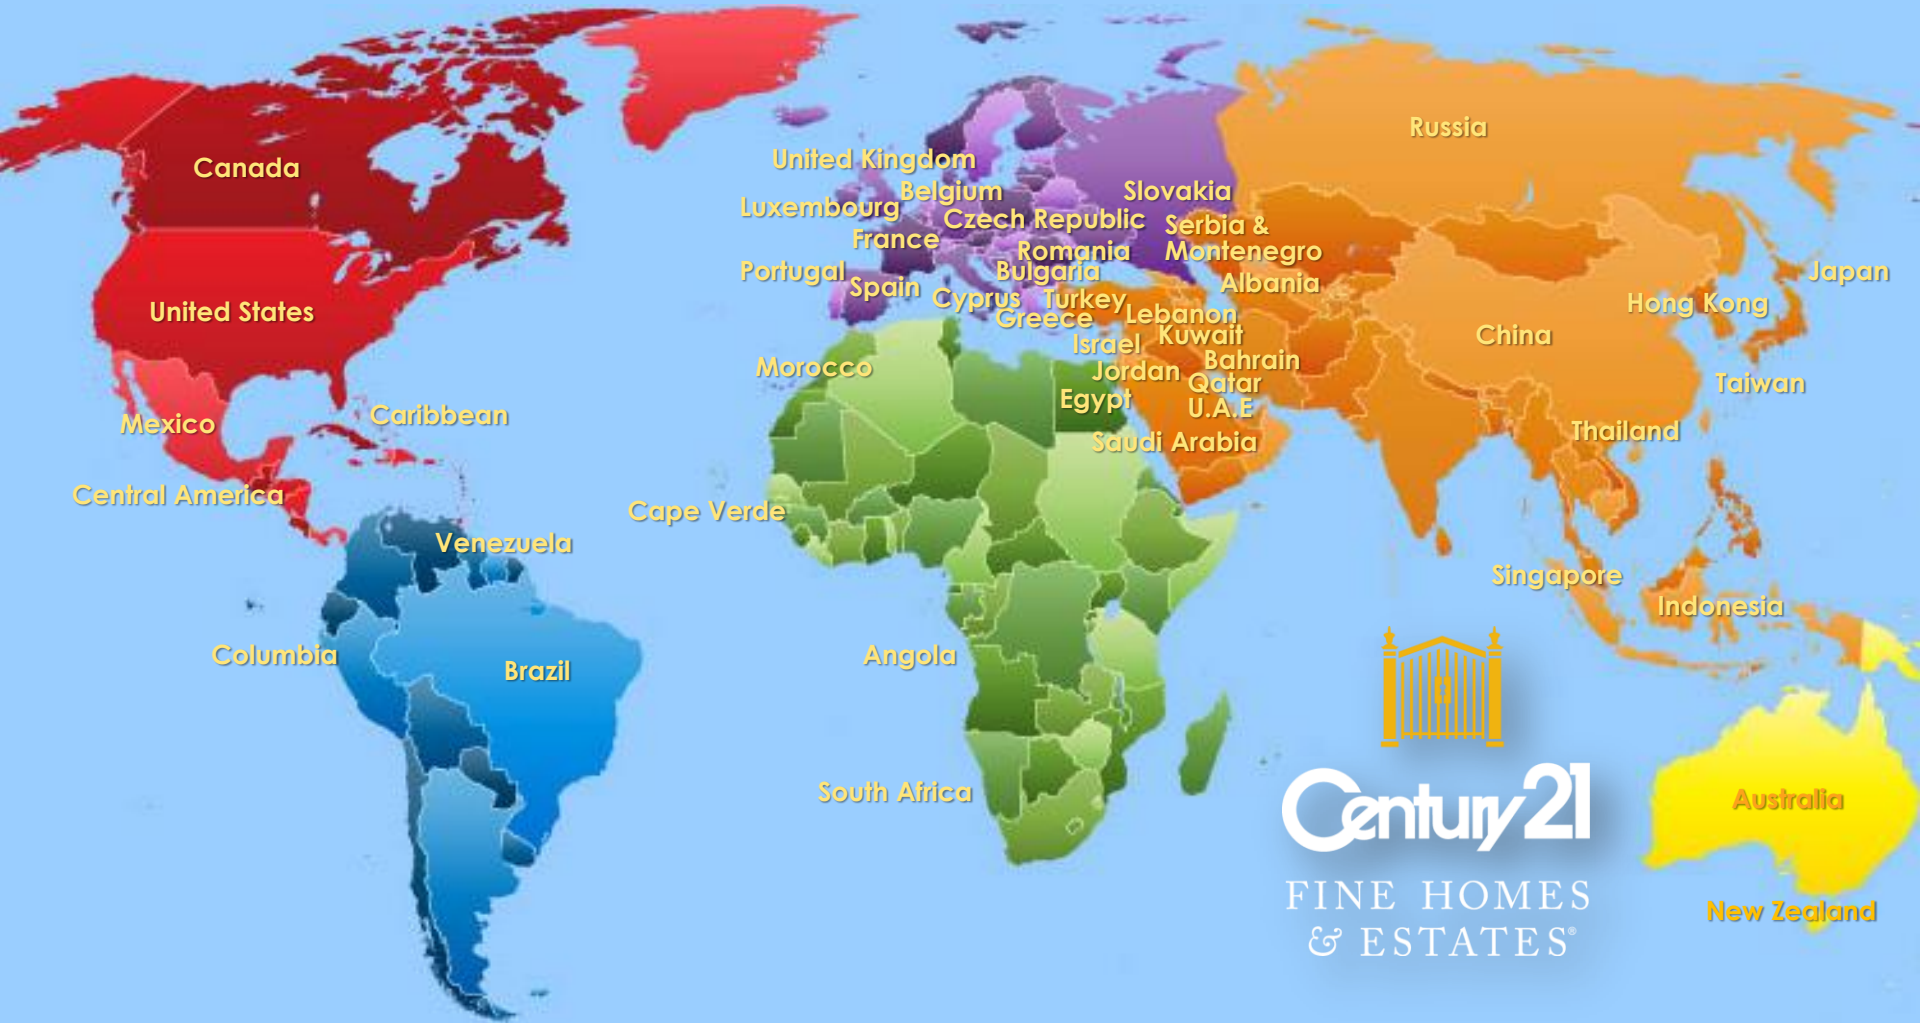 Russia
Canada
United Kingdom
Belgium
Slovakia
Luxembourg
Czech Republic
Serbia &
Montenegro
France
Romania
Portugal
Bulgaria
Japan
Spain
Albania
Cyprus
Turkey
Hong Kong
United States
Greece
Lebanon
Kuwait
China
Israel
Bahrain
Morocco
Jordan
Qatar
Taiwan
Egypt
U.A.E
Caribbean
Mexico
Thailand
Saudi Arabia
Central America
Cape Verde
Venezuela
Singapore
Indonesia
Columbia
Angola
Brazil
South Africa
Australia
Century 21
FINE HOMES
& ESTATES®
New Zealand